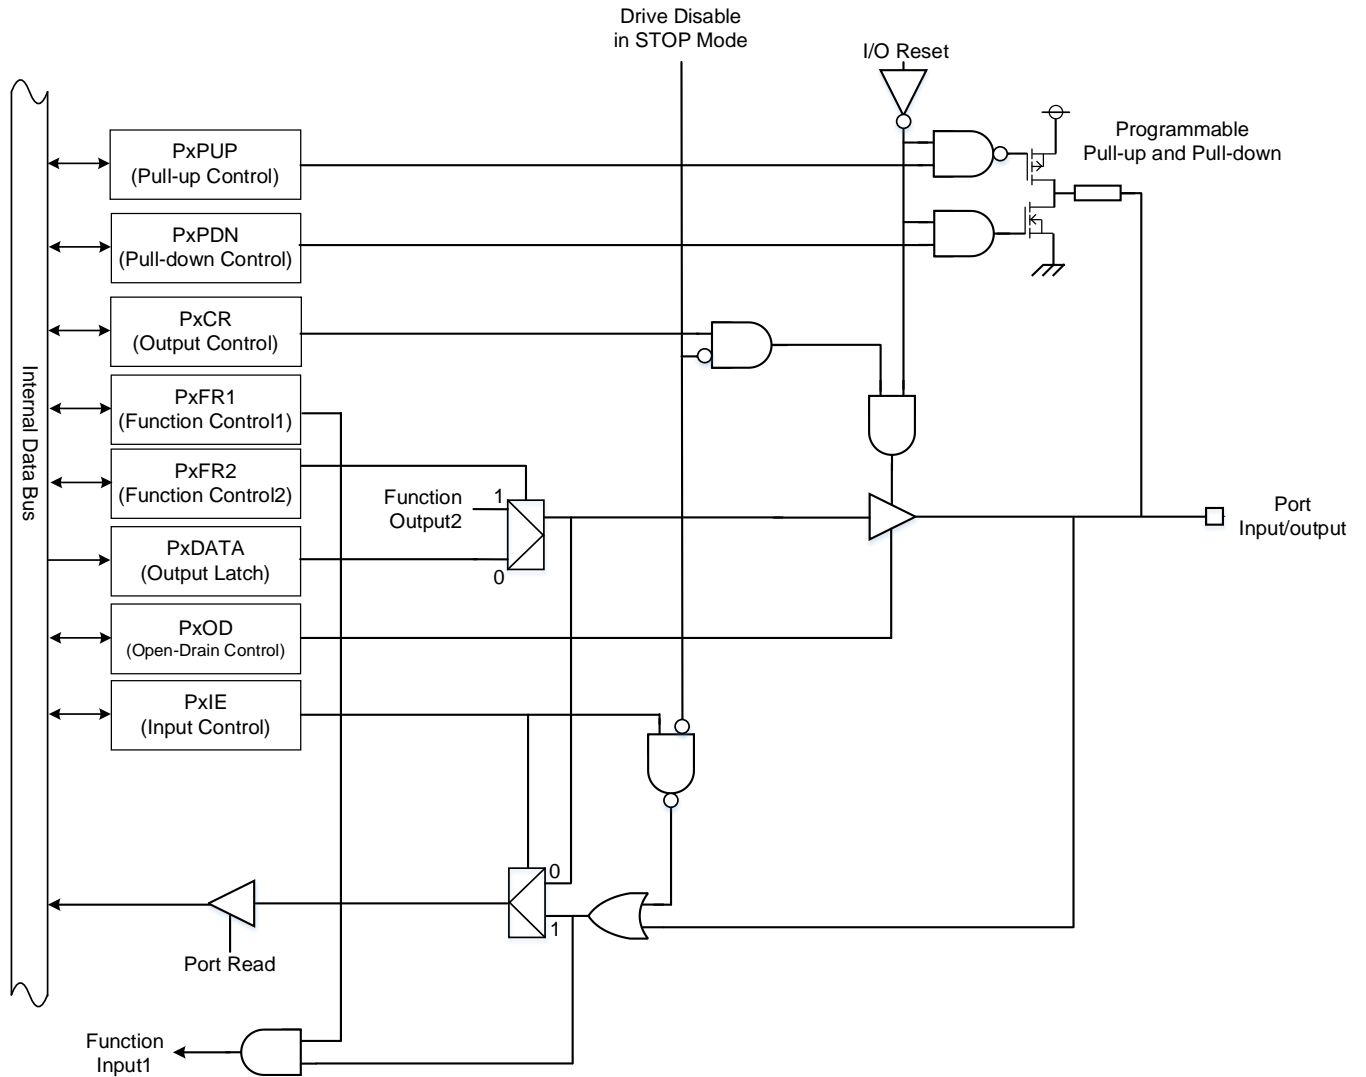 Drive Disable
in STOP Mode
I/O Reset
Programmable
Pull-up and Pull-down
PxPUP
(Pull-up Control)
PxPDN
(Pull-down Control)
PxCR
(Output Control)
PxFR1
(Function Control1)
PxFR2
(Function Control2)
PxDATA
(Output Latch)
PxOD
(Open-Drain Control)
PxIE
(Input Control)
Internal Data Bus
Function
Output2
1
0
Port
Input/output
0
1
Port Read
Function
Input1